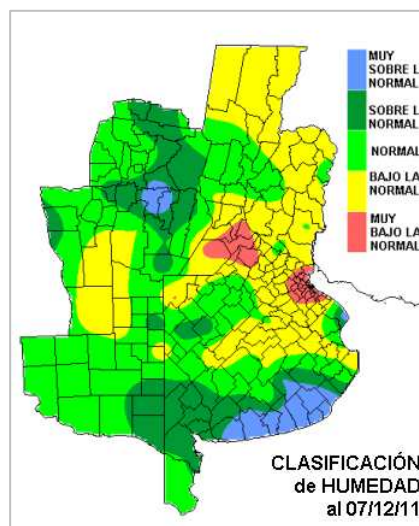 MUY
SOBRE L
NORMAL
SOBRE L
NORMAL
NORMAL
BAJO LA
NORMAL
MUY
BAJO LA
NORMAL
CLASIFICACIÓN
de HUMEDAD
al 07/12/11